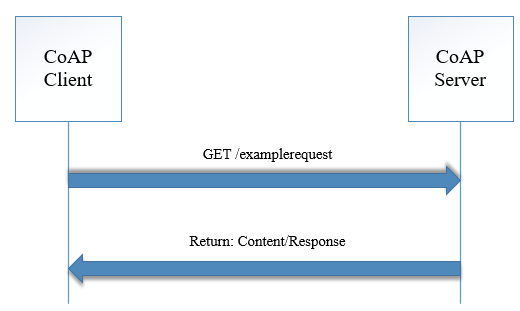 CoAP
Client
CoAP
Server
GET /examplerequest
Return: Content/Response